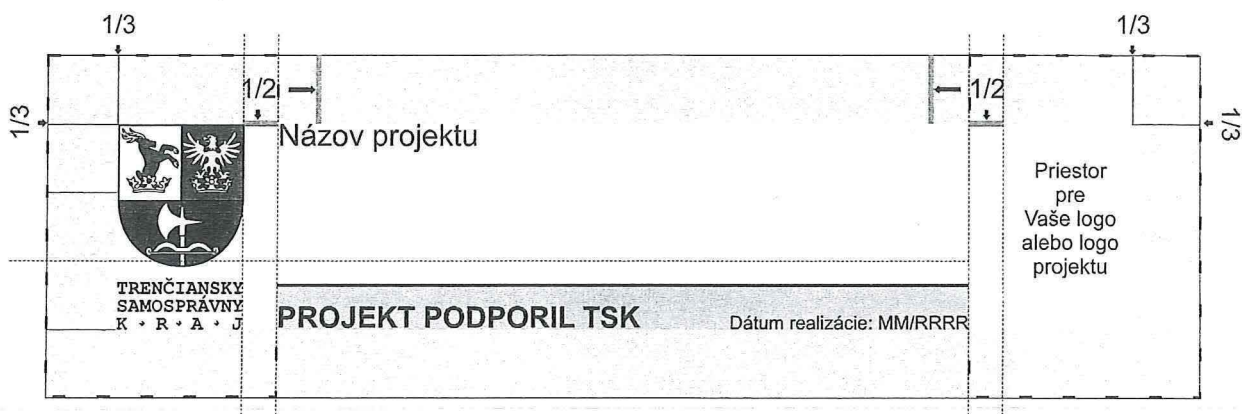 1/3
1/3
1/2
1/2
1/3
1/3
Názov projektu
Priestor
pre
Vaše logo
alebo logo
projektu
TRENČIANSKY
SAMOSPRÁVNY
K • R • A • J
PROJEKT PODPORIL TSK
Dátum realizácie: MM/RRRR